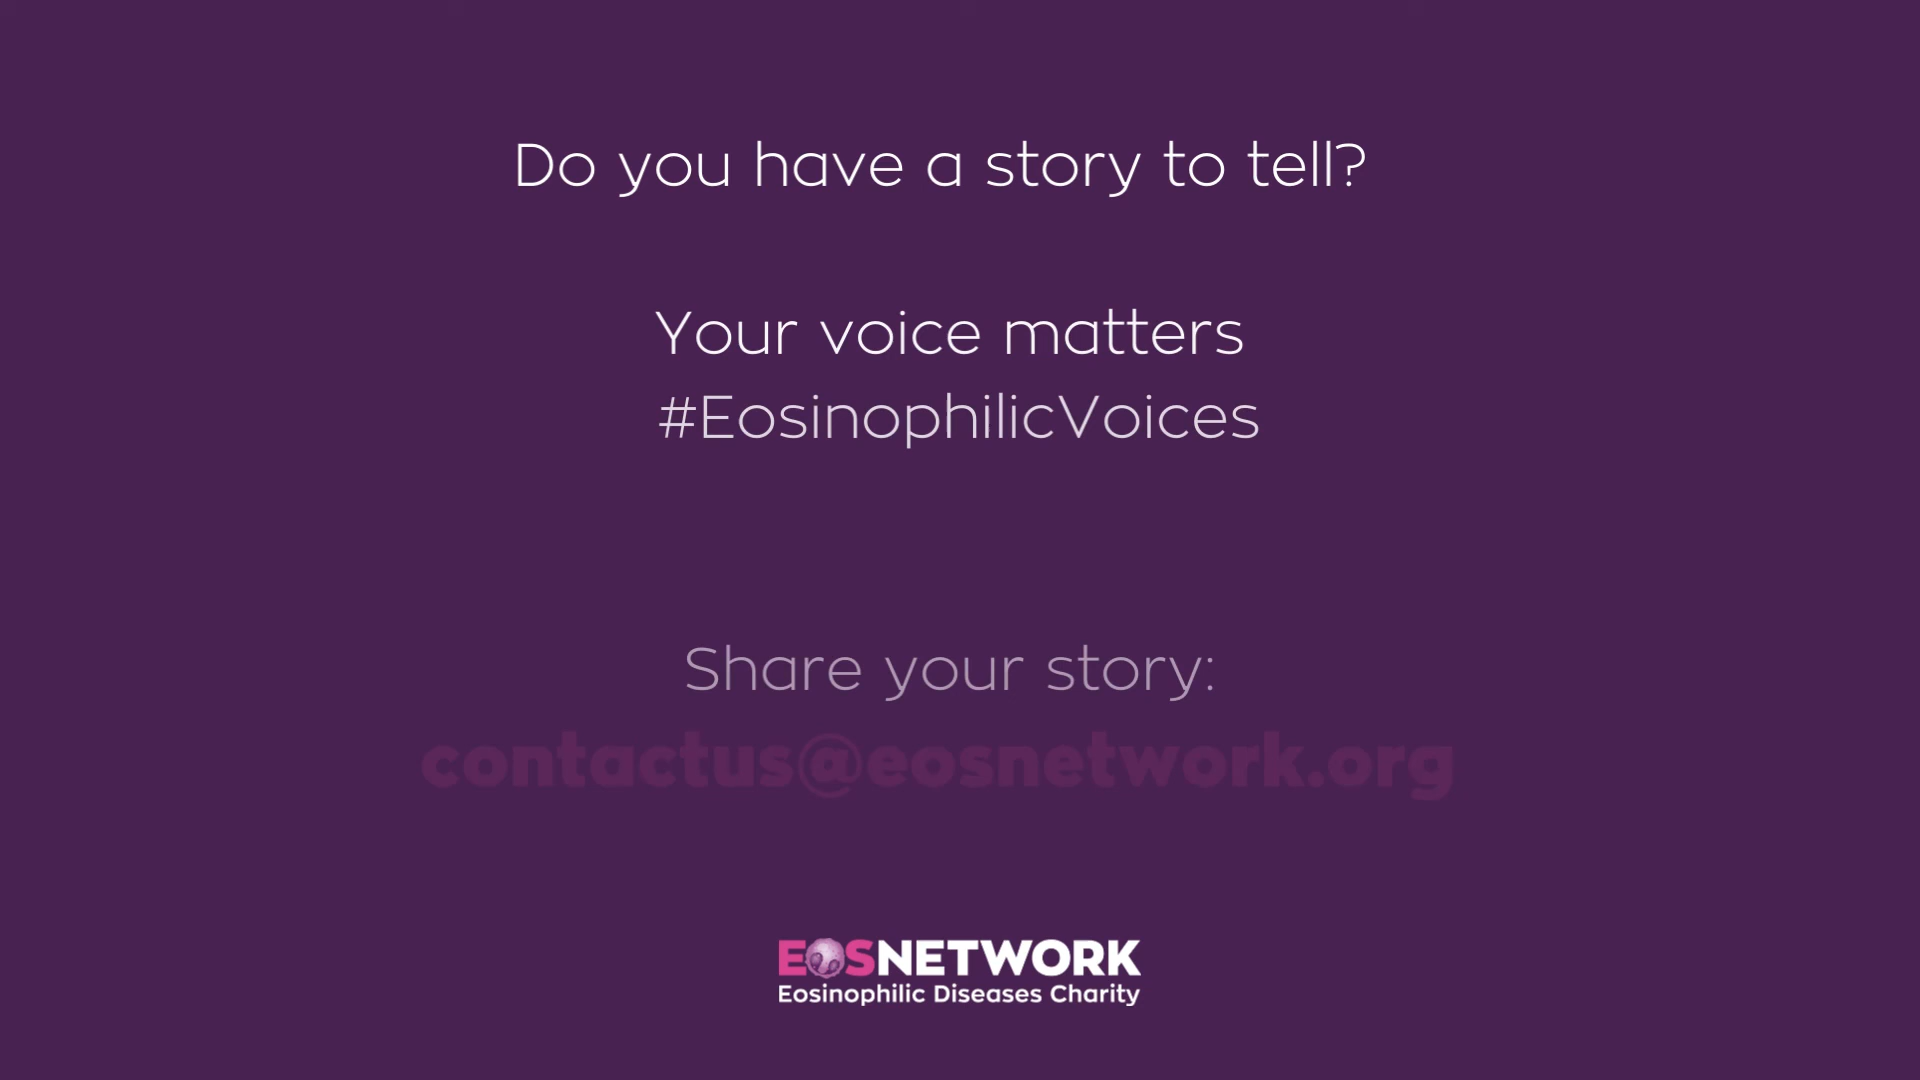 Do you have a story to tell?
Your voice matters
#EosinophilicVoices
Share your story:
contactus@eosnetwork.org
EOSNETWORK
Eosinophilic Diseases Charity